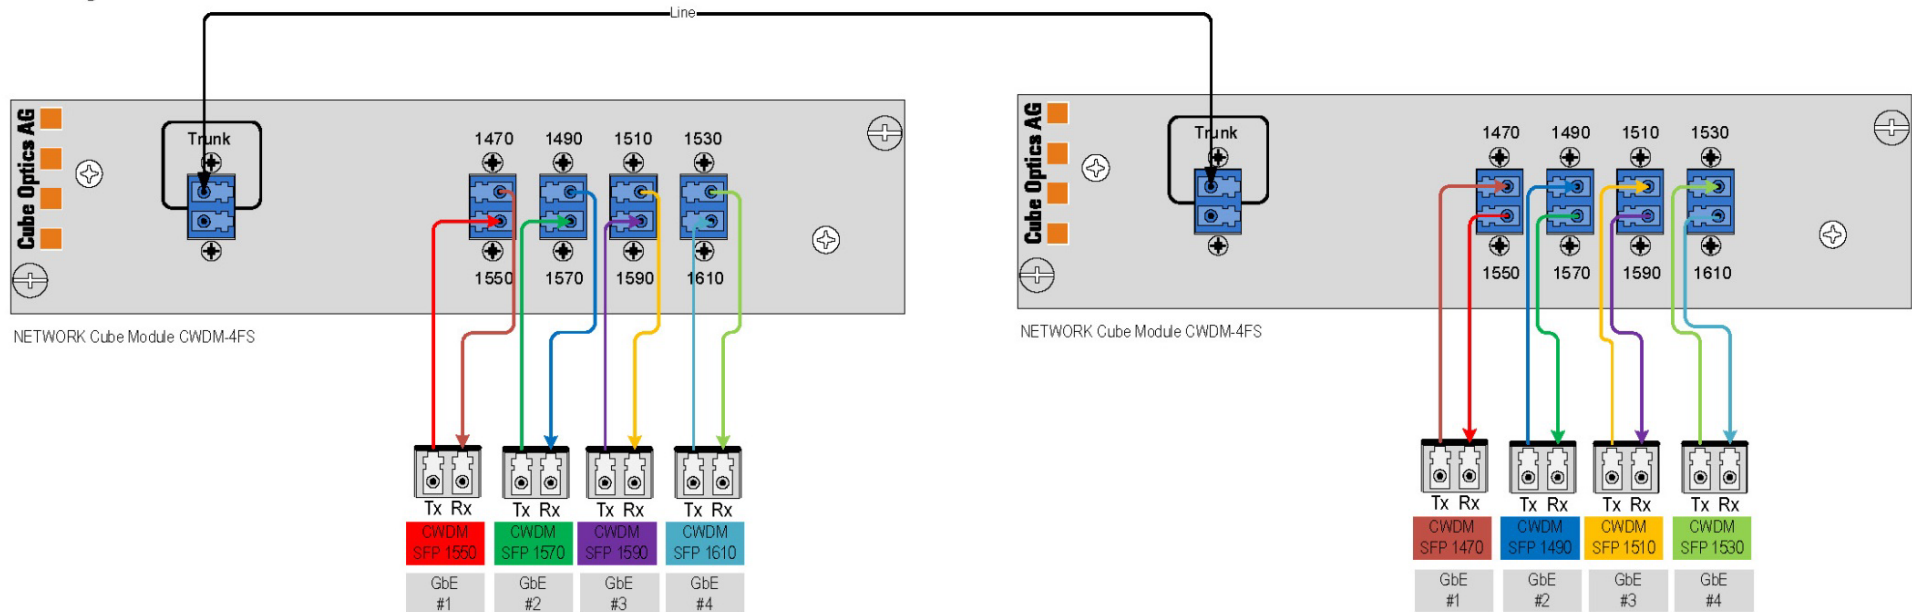 Line
Cube Optics AG
Trunk
1470 1490 1510 1530
1550 1570 1590 1610
NETWORK Cube Module CWDM-4FS
Tx Rx Tx Rx Tx Rx Tx Rx
CWDM CWDM CWDM CWDM
SFP 1550 SFP 1570 SFP 1590 SFP 1610
GbE GbE GbE GbE
#1 #2 #3 #4
Cube Optics AG
Trunk
1470 1490 1510 1530
1550 1570 1590 1610
NETWORK Cube Module CWDM-4FS
Tx Rx Tx Rx Tx Rx Tx Rx
CWDM CWDM CWDM CWDM
SFP 1470 SFP 1490 SFP 1510 SFP 1530
GbE GbE GbE GbE
#1 #2 #3 #4